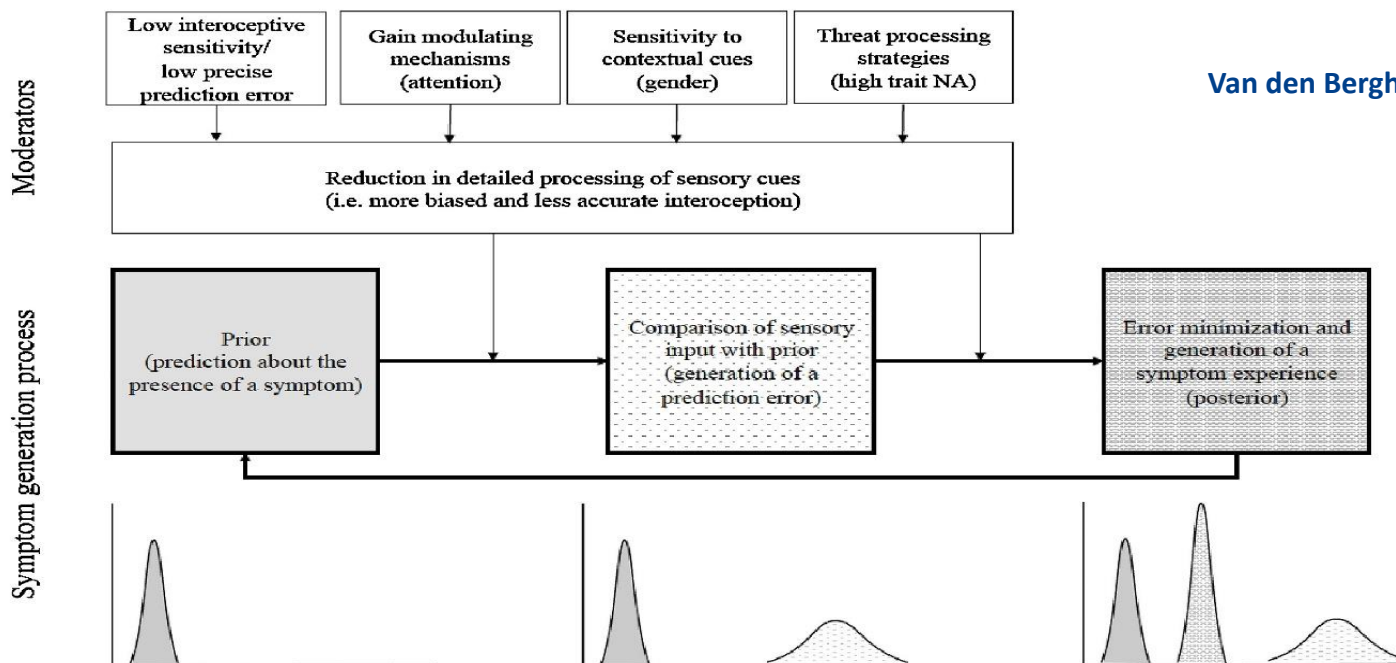 Low interoceptive
sensitivity/
low precise
prediction error
Gain modulating
mechanisms
(attention)
Sensitivity to
contextual cues
(gender)
Threat processing
strategies
(high trait NA)
Van den Bergh
Moderators
Reduction in detailed processing of sensory cues
(i.e. more biased and less accurate interoception)
Symptom generation process
Prior
(prediction about the
presence of a symptom)
Comparison of sensory
input with prior
(generation of a
prediction error)
Error minimization and
generation of a
symptom experience
(posterior)